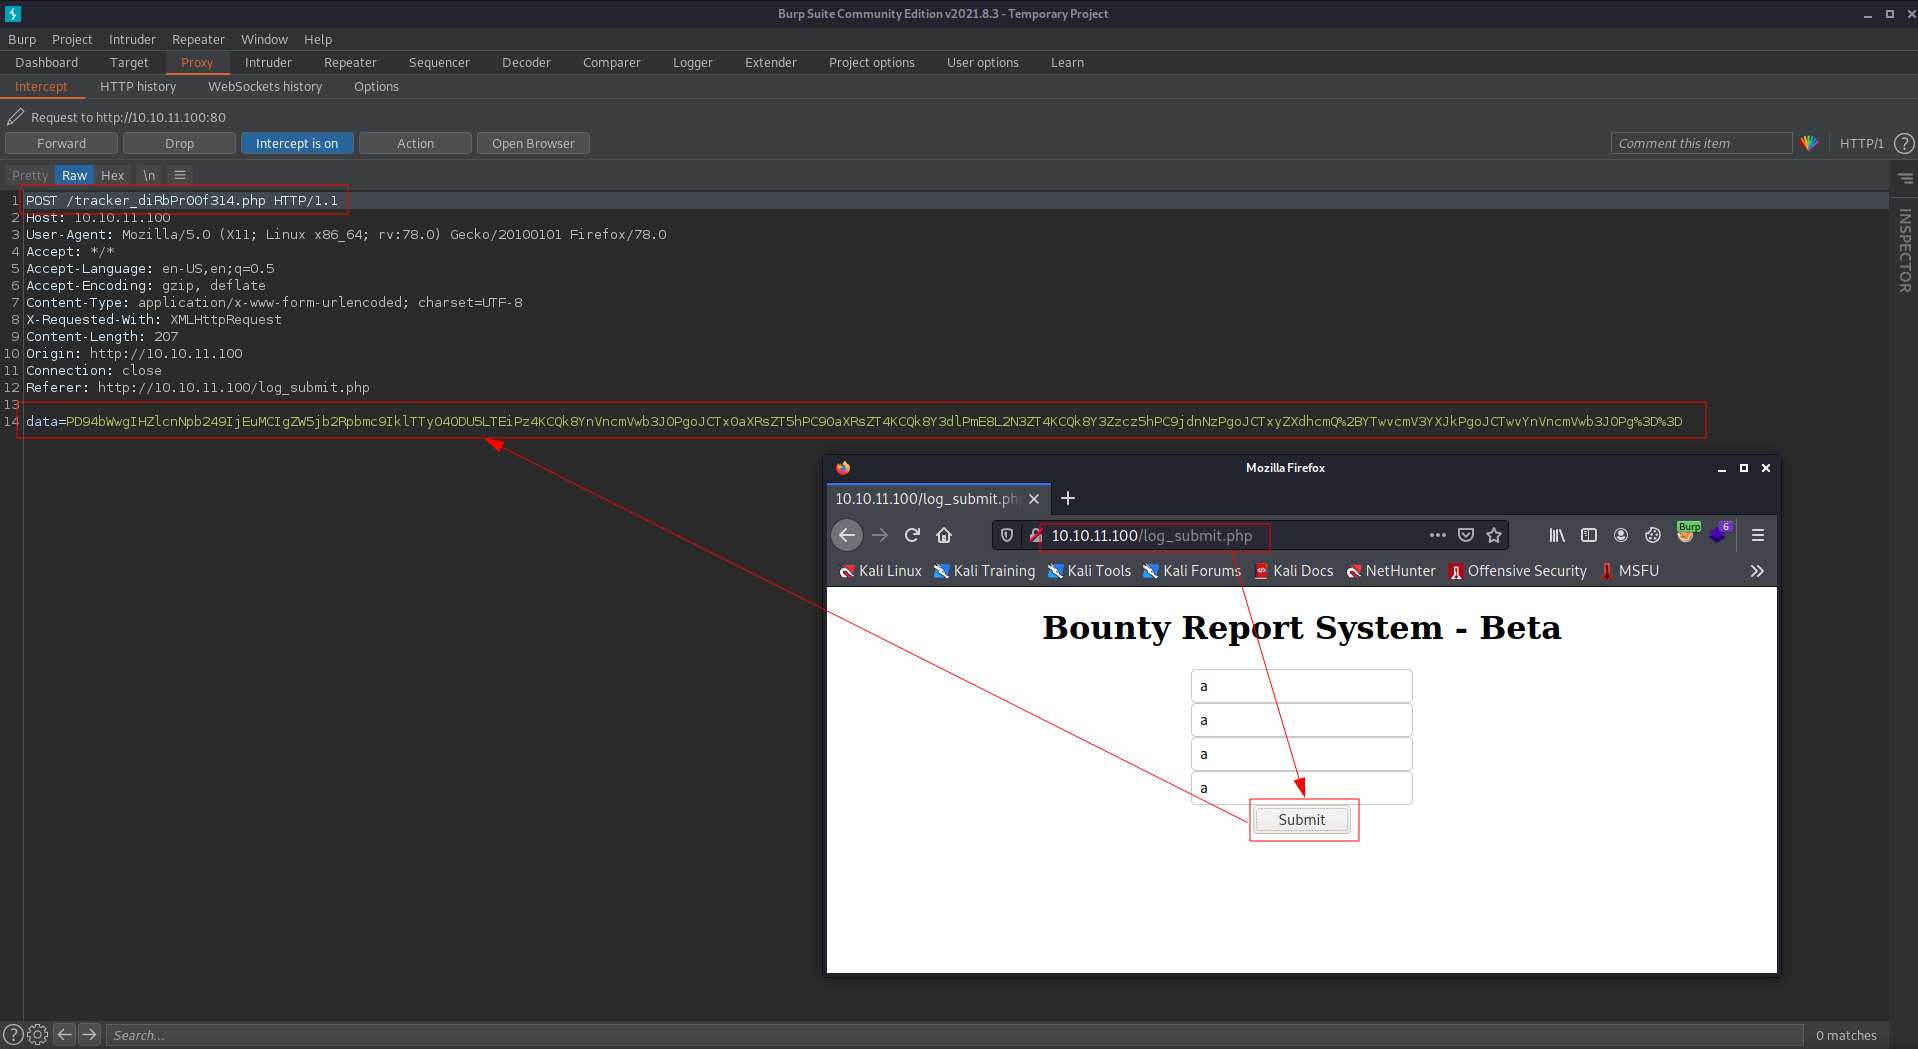 Burp Suite Community Edition v2021.8.3 - Temporary Project
Burp Project Intruder Repeater Window Help
Dashboard Target Proxy Intruder Repeater Sequencer Decoder Comparer Logger Extender Project options User options Learn
Intercept HTTP history WebSockets history Options
Request to http://10.10.11.100:80
Forward Drop Intercept is on Action Open Browser Comment this item HTTP/1 ?
Pretty Raw Hex \n
INSPECTOR
1 POST /tracker_diRbPr00f314.php HTTP/1.1
2 Host: 10.10.11.100
3 User-Agent: Mozilla/5.0 (X11; Linux x86_64; rv:78.0) Gecko/20100101 Firefox/78.0
4 Accept: */*
5 Accept-Language: en-US,en;q=0.5
6 Accept-Encoding: gzip, deflate
7 Content-Type: application/x-www-form-urlencoded; charset=UTF-8
8 X-Requested-With: XMLHttpRequest
9 Content-Length: 207
10 Origin: http://10.10.11.100
11 Connection: close
12 Referer: http://10.10.11.100/log_submit.php
13
14 data=PD94bWwgIHZlcnNpb249IjEuMCIgZW5jb2Rpbmc9IklTTy04ODU5LTEiPz4KCQk8YnVncmVwb3J0PgoJCTx0aXRsZT5hPC90aXRsZT4KCQk8Y3dlPmE8L2N3ZT4KCQk8Y3Zzcz5hPC9jdnNzPgoJCTxyZXdhcmQ%2BYTwvcmV3YXJkPgoJCTwvYnVncmVwb3J0Pg%3D%3D
Mozilla Firefox
10.10.11.100/log_submit.php
10.10.11.100/log_submit.php Burp 6
Kali Linux Kali Training Kali Tools Kali Forums Kali Docs NetHunter Offensive Security MSFU
Bounty Report System - Beta
a
a
a
a
Submit
? Search... 0 matches